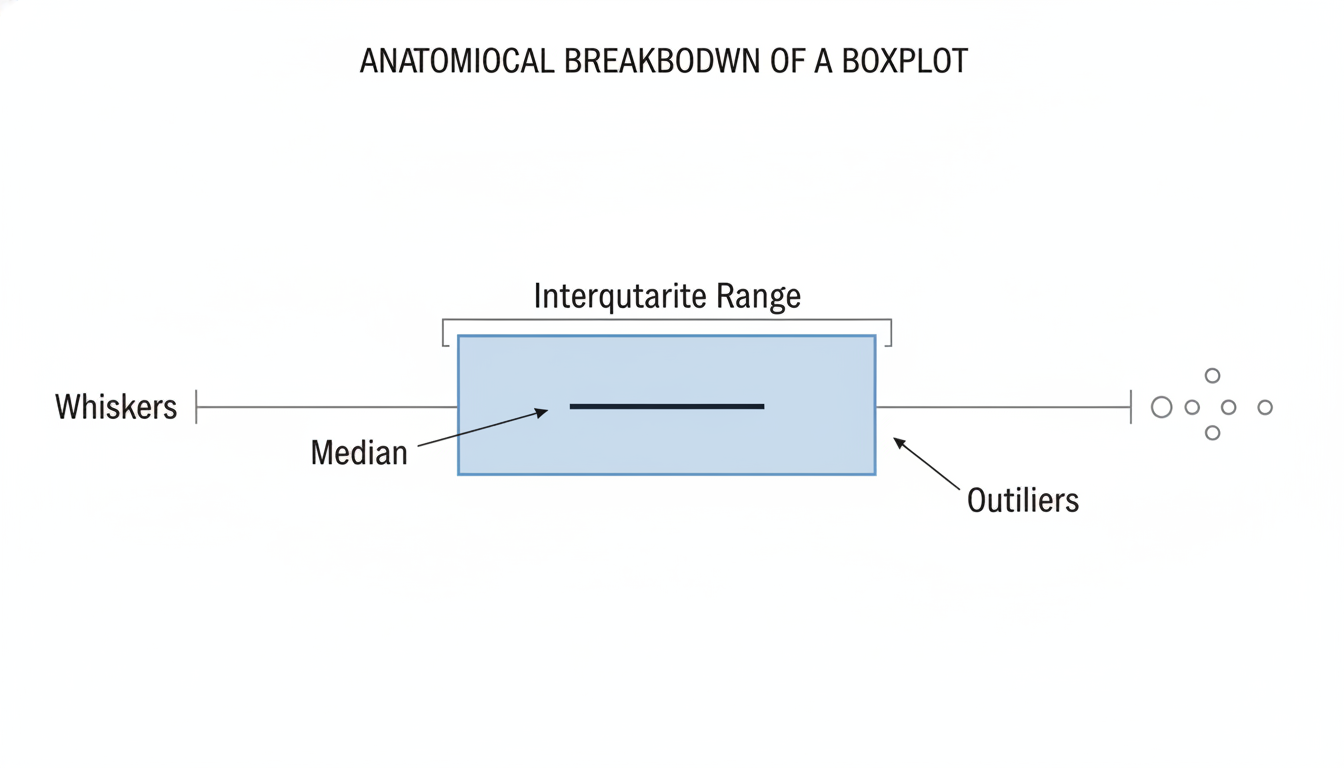 ANATOMIOCAL BREAKBODWN OF A BOXPLOT
Interqutarite Range
Whiskers
Median
Outiliers